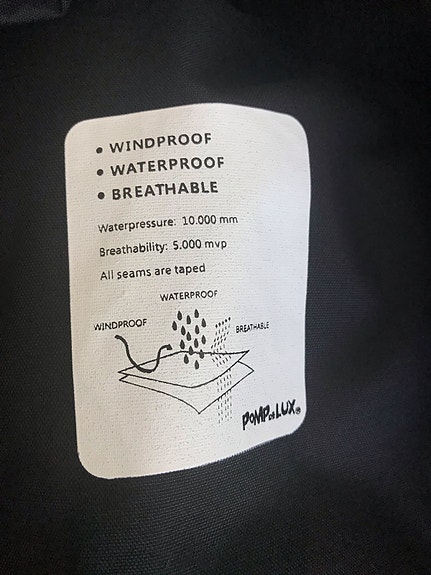 • WINDPROOF
• WATERPROOF
• BREATHABLE
Waterpressure: 10.000 mm
Breathability: 5.000 mvp
All seams are taped
WATERPROOF
WINDPROOF
BREATHABLE
POMPdeLUX®